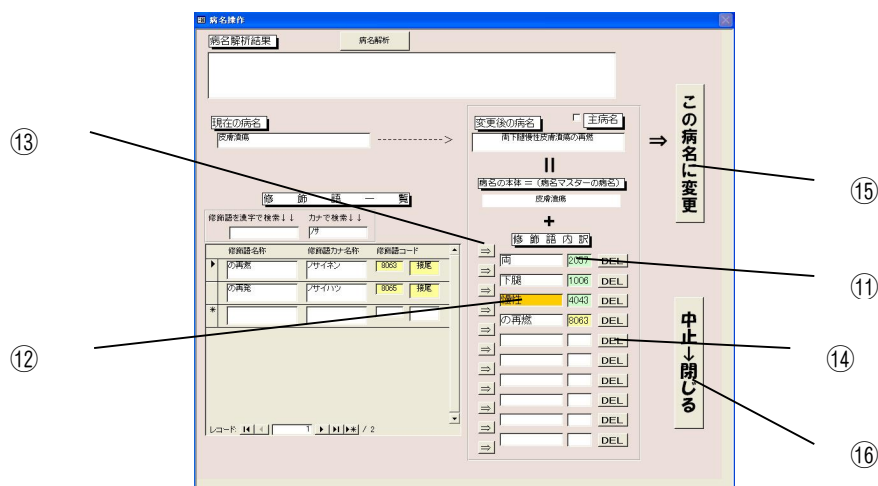 病名操作
病名解析結果
病名解析
現在の病名
皮膚潰瘍
------------>
変更後の病名
主病名
両下腿慢性皮膚潰瘍の再燃
=
病名の本体 = (病名マスターの病名)
皮膚潰瘍
+
修飾語内訳
⇒ 両 2057 DEL
⇒ 下腿 1006 DEL
⇒ 慢性 4043 DEL
⇒ の再燃 8063 DEL
⇒ DEL
⇒ DEL
⇒ DEL
⇒ DEL
⇒ DEL
⇒ DEL
⇒
修飾語一覧
修飾語を漢字で検索↓↓ カナで検索↓↓
ノサ
修飾語名称 修飾語カナ名称 修飾語コード
の再燃 ノサイネン 8063 接尾
の再発 ノサイハツ 8065 接尾
*
レコード: 1 / 2
⇒
この病名に変更
中止→閉じる
⑬
⑫
⑮
⑪
⑭
⑯